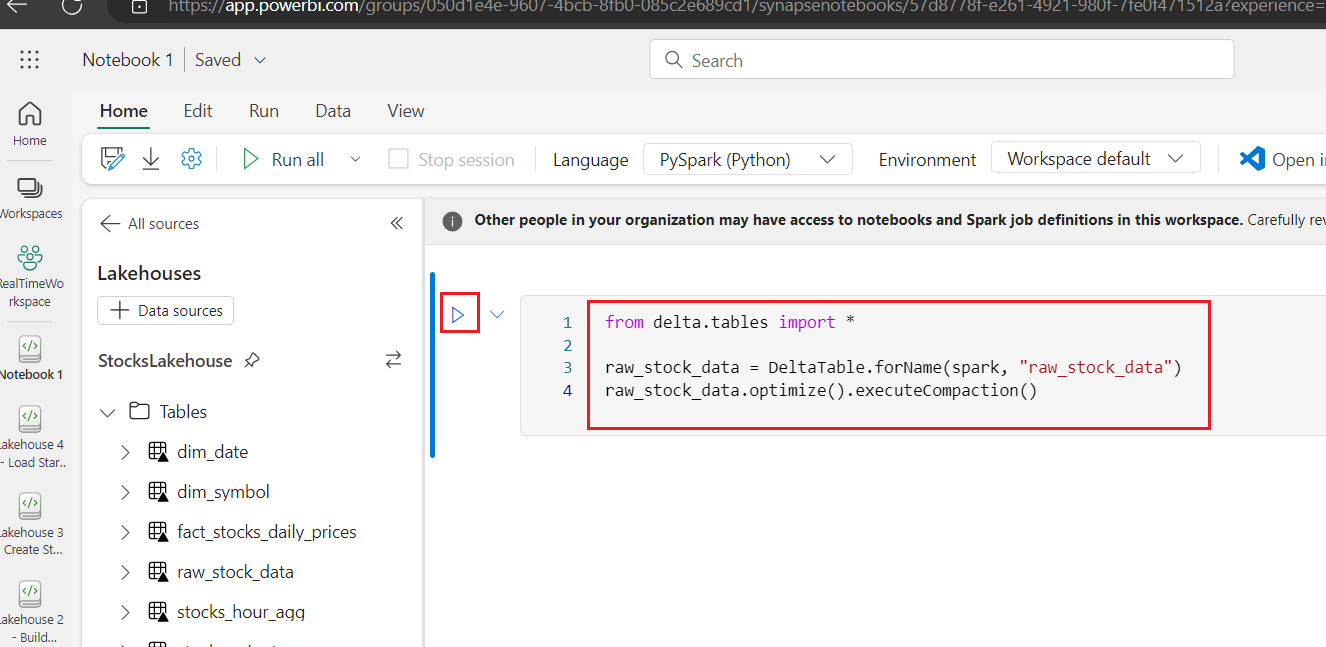 https://app.powerbi.com/groups/050d1e4e-9607-4bcb-8fb0-085c2e689cd1/synapsenotebooks/57d8778f-e261-4921-980f-7fe0f471512a?experience=
Notebook 1 Saved
Search
Home Edit Run Data View
Run all Stop session Language PySpark (Python) Environment Workspace default Open i
Home
Workspaces
RealTimeWo
rkspace
Notebook 1
Lakehouse 4
- Load Star...
Lakehouse 3
Create St...
Lakehouse 2
- Build...
All sources
Lakehouses
Data sources
StocksLakehouse
Tables
dim_date
dim_symbol
fact_stocks_daily_prices
raw_stock_data
stocks_hour_agg
Other people in your organization may have access to notebooks and Spark job definitions in this workspace. Carefully rev
1 from delta.tables import *
2
3 raw_stock_data = DeltaTable.forName(spark, "raw_stock_data")
4 raw_stock_data.optimize().executeCompaction()